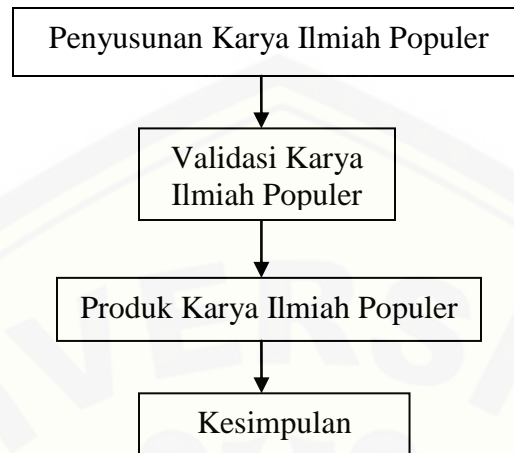 Penyusunan Karya Ilmiah Populer
Validasi Karya
Ilmiah Populer
Produk Karya Ilmiah Populer
Kesimpulan